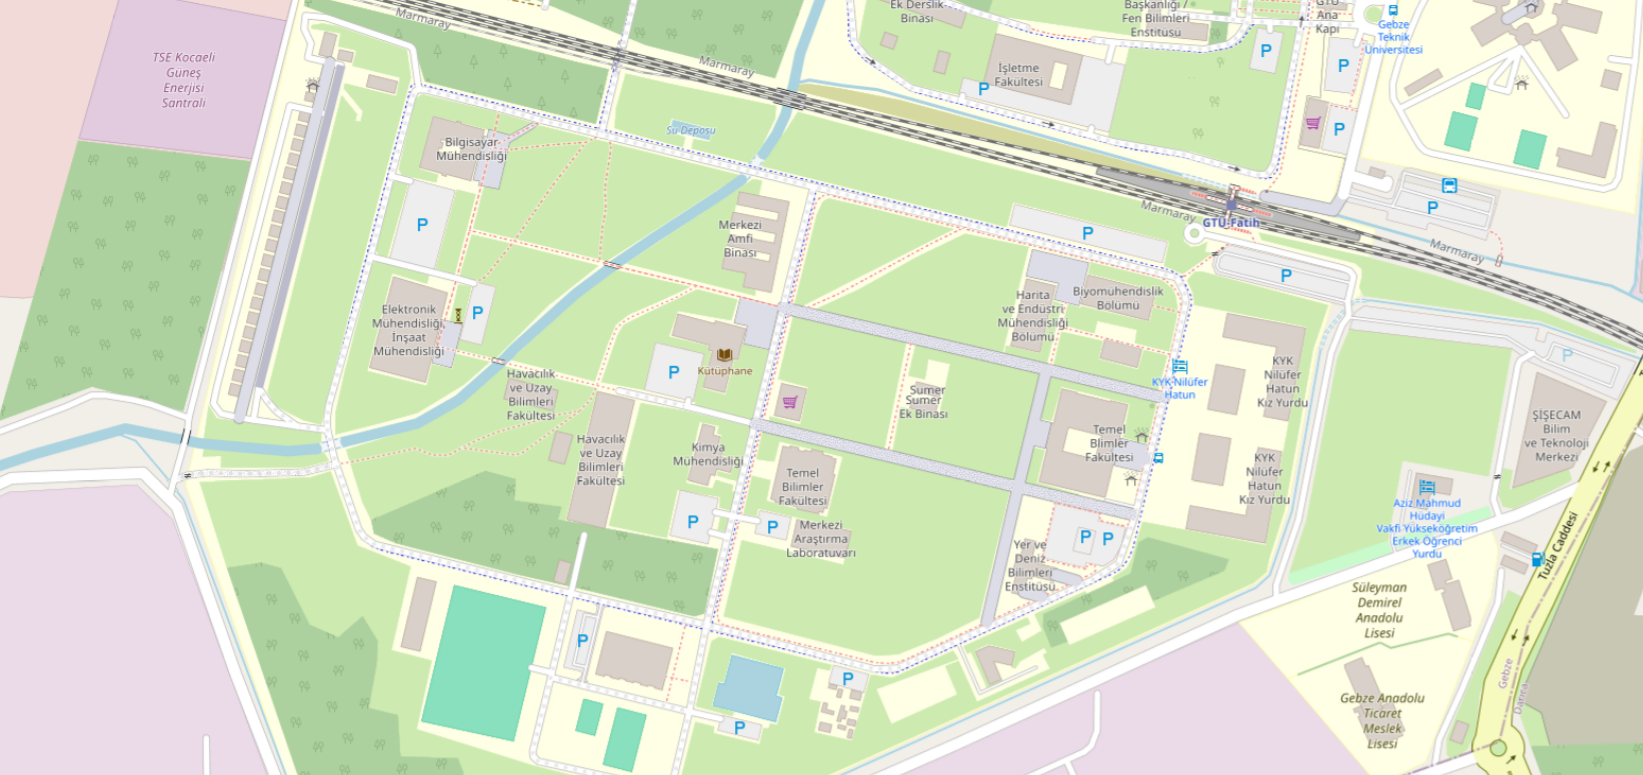 Marmaray
Ek Derslik
Binası
Başkanlığı /
Fen Bilimleri
Enstitüsü
GTÜ
Ana
Kapı
Gebze
Teknik
Üniversitesi
P
P
P
P
TSE Kocaeli
Güneş
Enerjisi
Santrali
Marmaray
İşletme
Fakültesi
Su Deposu
Bilgisayar
Mühendisliği
Marmaray
GTÜ-Fatih
P
P
P
Merkezi
Amfi
Binası
Marmaray
P
Harita
ve Endüstri
Mühendisliği
Bölümü
Biyomühendislik
Bölümü
Elektronik
Mühendisliği,
İnşaat
Mühendisliği
P
P
Kütüphane
KYK-Nilüfer
Hatun
KYK
Nilüfer
Hatun
Kız Yurdu
P
Havacılık
ve Uzay
Bilimleri
Fakültesi
Sumer
Sumer
Ek Binası
ŞİŞECAM
Bilim
ve Teknoloji
Merkezi
Havacılık
ve Uzay
Bilimleri
Fakültesi
Kimya
Mühendisliği
Temel
Blimler
Fakültesi
KYK
Nilüfer
Hatun
Kız Yurdu
Temel
Bilimler
Fakültesi
P
P
Merkezi
Araştırma
Laboratuvarı
P
P
Yer ve
Deniz
Bilimleri
Enstitüsü
Aziz Mahmud
Hüdayi
Vakfı Yükseköğretim
Erkek Öğrenci
Yurdu
Tuzla Caddesi
Süleyman
Demirel
Anadolu
Lisesi
P
P
P
Gebze
Darıca
Gebze Anadolu
Ticaret
Meslek
Lisesi